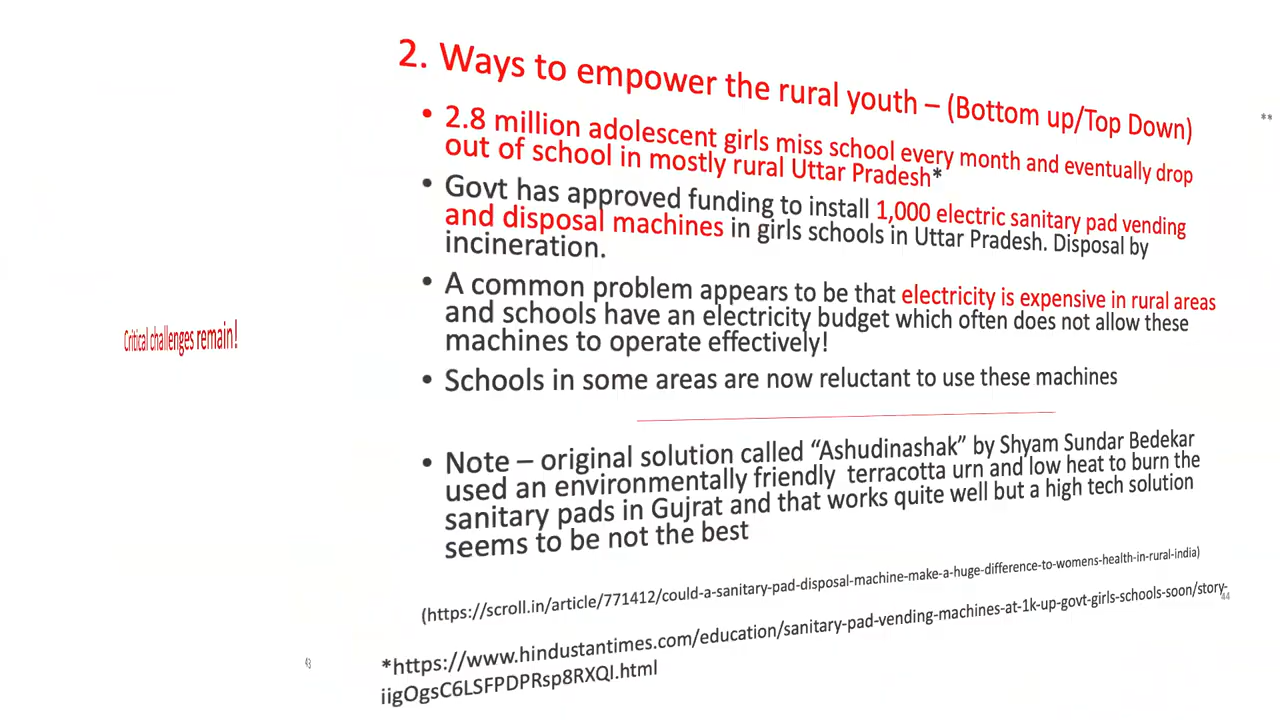 2. Ways to empower the rural youth – (Bottom up/Top Down)
**
• 2.8 million adolescent girls miss school every month and eventually drop
out of school in mostly rural Uttar Pradesh*
• Govt has approved funding to install 1,000 electric sanitary pad vending
and disposal machines in girls schools in Uttar Pradesh. Disposal by
incineration.
• A common problem appears to be that electricity is expensive in rural areas
and schools have an electricity budget which often does not allow these
machines to operate effectively!
Critical challenges remain!
• Schools in some areas are now reluctant to use these machines
• Note – original solution called “Ashudinashak” by Shyam Sundar Bedekar
used an environmentally friendly terracotta urn and low heat to burn the
sanitary pads in Gujrat and that works quite well but a high tech solution
seems to be not the best
(https://scroll.in/article/771412/could-a-sanitary-pad-disposal-machine-make-a-huge-difference-to-womens-health-in-rural-india)
*https://www.hindustantimes.com/education/sanitary-pad-vending-machines-at-1k-up-govt-girls-schools-soon/story-
iigOgsC6LSFPDPRsp8RXQI.html
44